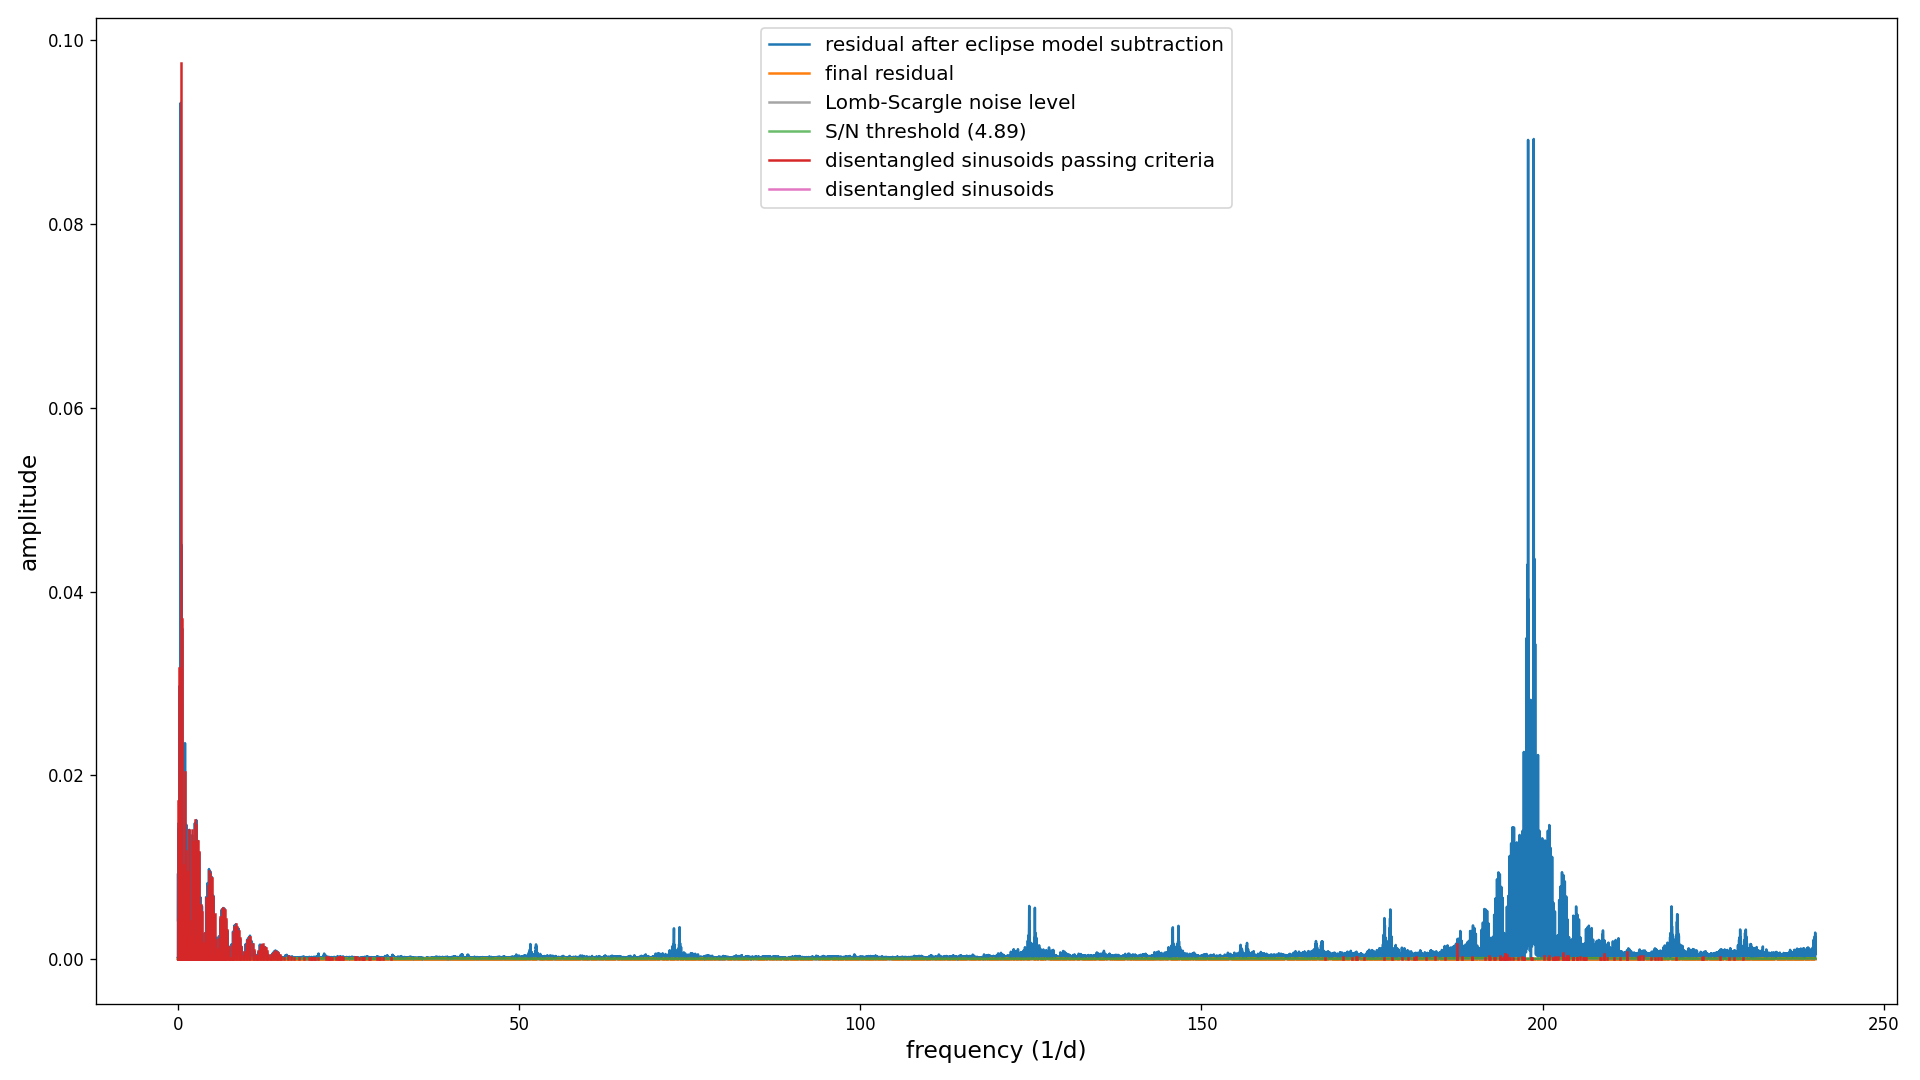 residual after eclipse model subtraction
final residual
Lomb-Scargle noise level
S/N threshold (4.89)
disentangled sinusoids passing criteria
disentangled sinusoids
amplitude
0.10
0.08
0.06
0.04
0.02
0.00
0
50
100
150
200
250
frequency (1/d)